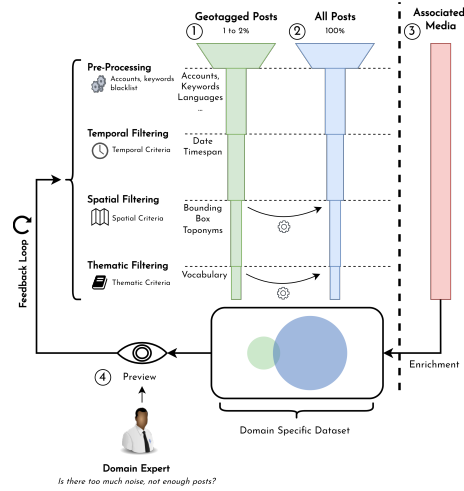 Geotagged Posts
1 to 2%
All Posts
100%
Associated
Media
1
2
3
Pre-Processing
Accounts, keywords
blacklist
Accounts,
Keywords
Languages
...
Temporal Filtering
Temporal Criteria
Date
Timespan
Spatial Filtering
Spatial Criteria
Bounding
Box
Toponyms
Thematic Filtering
Thematic Criteria
Vocabulary
Feedback Loop
Enrichment
4
Preview
Domain Specific Dataset
Domain Expert
Is there too much noise, not enough posts?